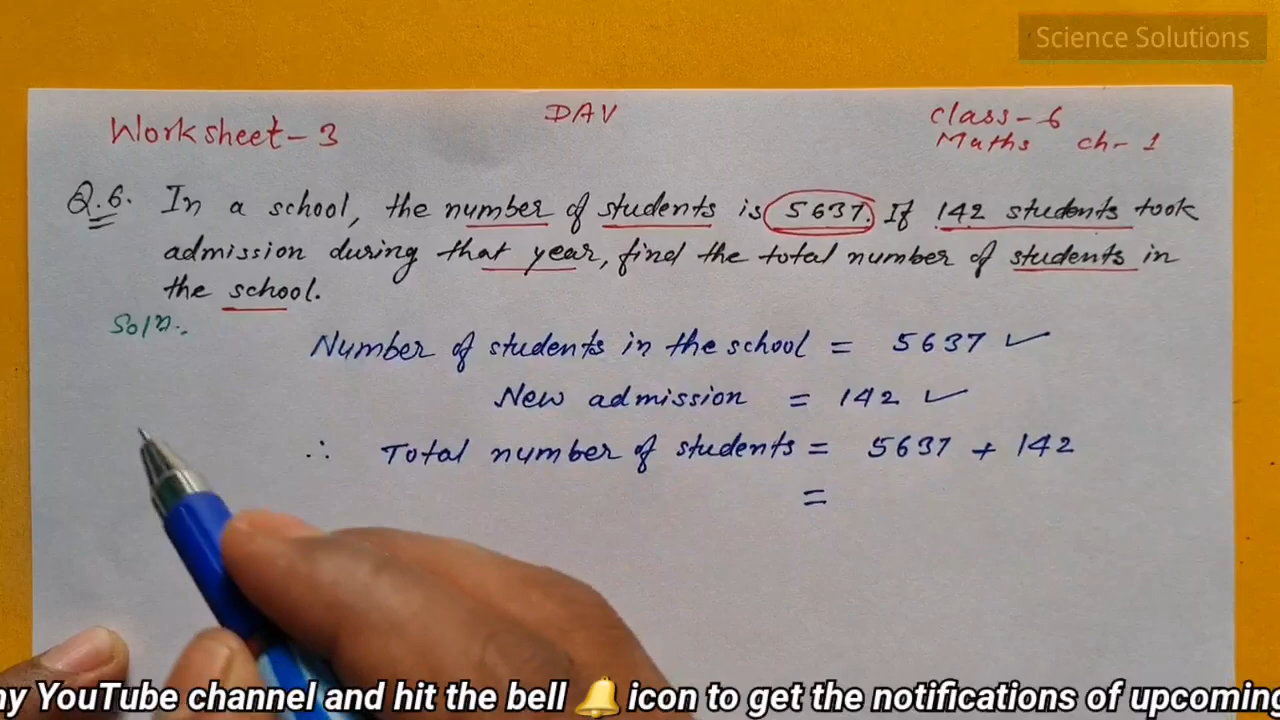 Science Solutions
DAV
Worksheet-3
class-6
Maths ch-1
Q.6. In a school, the number of students is 5637. If 142 students took
admission during that year, find the total number of students in
the school.
Soln:.
Number of students in the school = 5637 ✓
New admission = 142 ✓
∴ Total number of students = 5637 + 142
=
YouTube channel and hit the bell 🔔 icon to get the notifications of upcoming